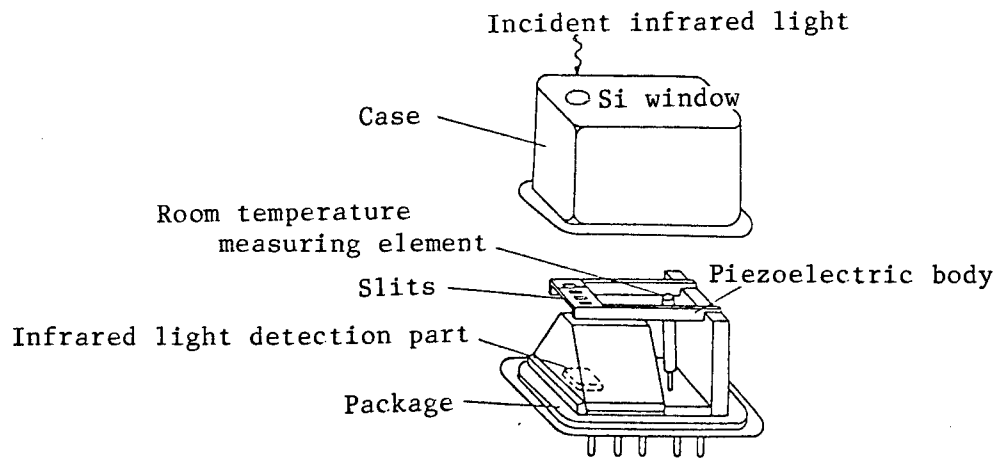 Incident infrared light
Si window
Case
Room temperature
measuring element
Piezoelectric body
Slits
Infrared light detection part
Package